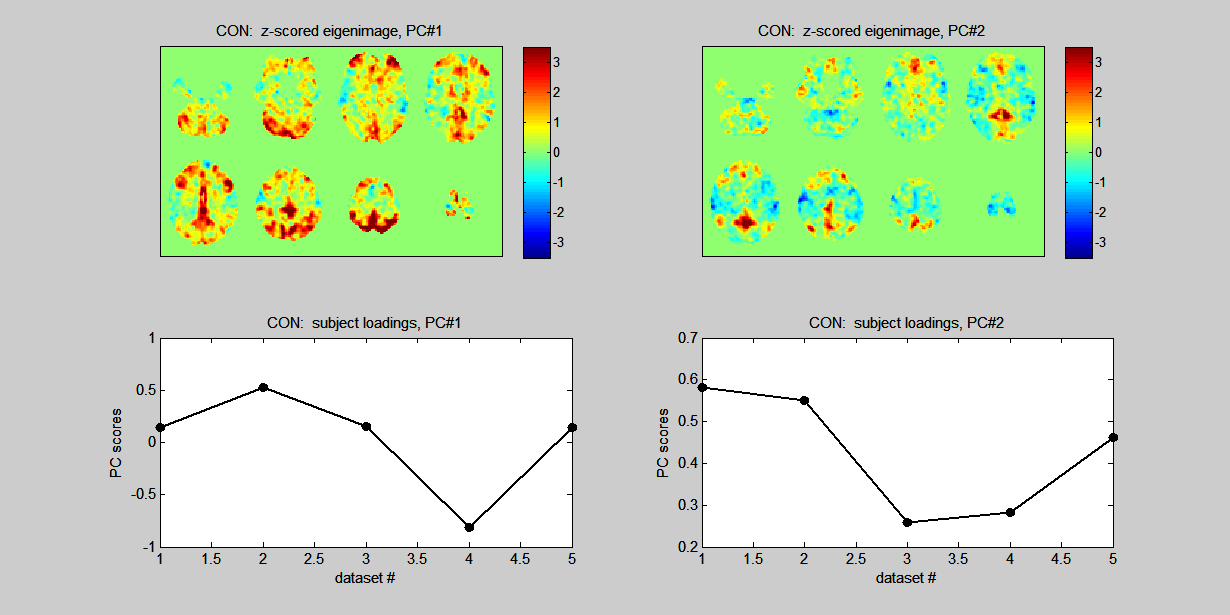 CON:  z-scored eigenimage, PC#1
3
2
1
0
-1
-2
-3
CON:  z-scored eigenimage, PC#2
3
2
1
0
-1
-2
-3
CON:  subject loadings, PC#1
PC scores
1
0.5
0
-0.5
-1
1 1.5 2 2.5 3 3.5 4 4.5 5
dataset #
CON:  subject loadings, PC#2
PC scores
0.7
0.6
0.5
0.4
0.3
0.2
1 1.5 2 2.5 3 3.5 4 4.5 5
dataset #